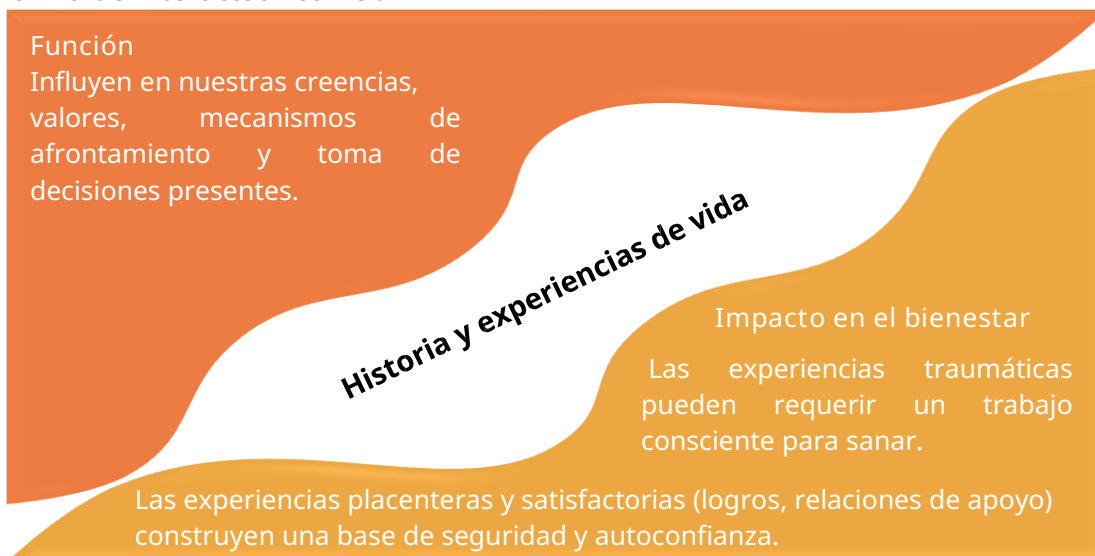 Función
Influyen en nuestras creencias,
valores, mecanismos de
afrontamiento y toma de
decisiones presentes.
Historia y experiencias de vida
Impacto en el bienestar
Las experiencias traumáticas
pueden requerir un trabajo
consciente para sanar.
Las experiencias placenteras y satisfactorias (logros, relaciones de apoyo)
construyen una base de seguridad y autoconfianza.